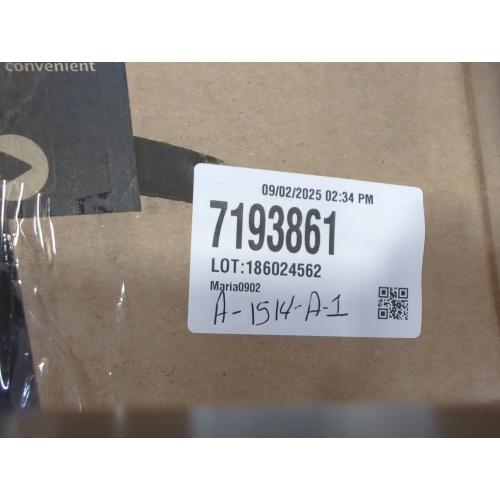 convenient
09/02/2025 02:34 PM
7193861
LOT:186024562
Maria0902
A-1514-A-1